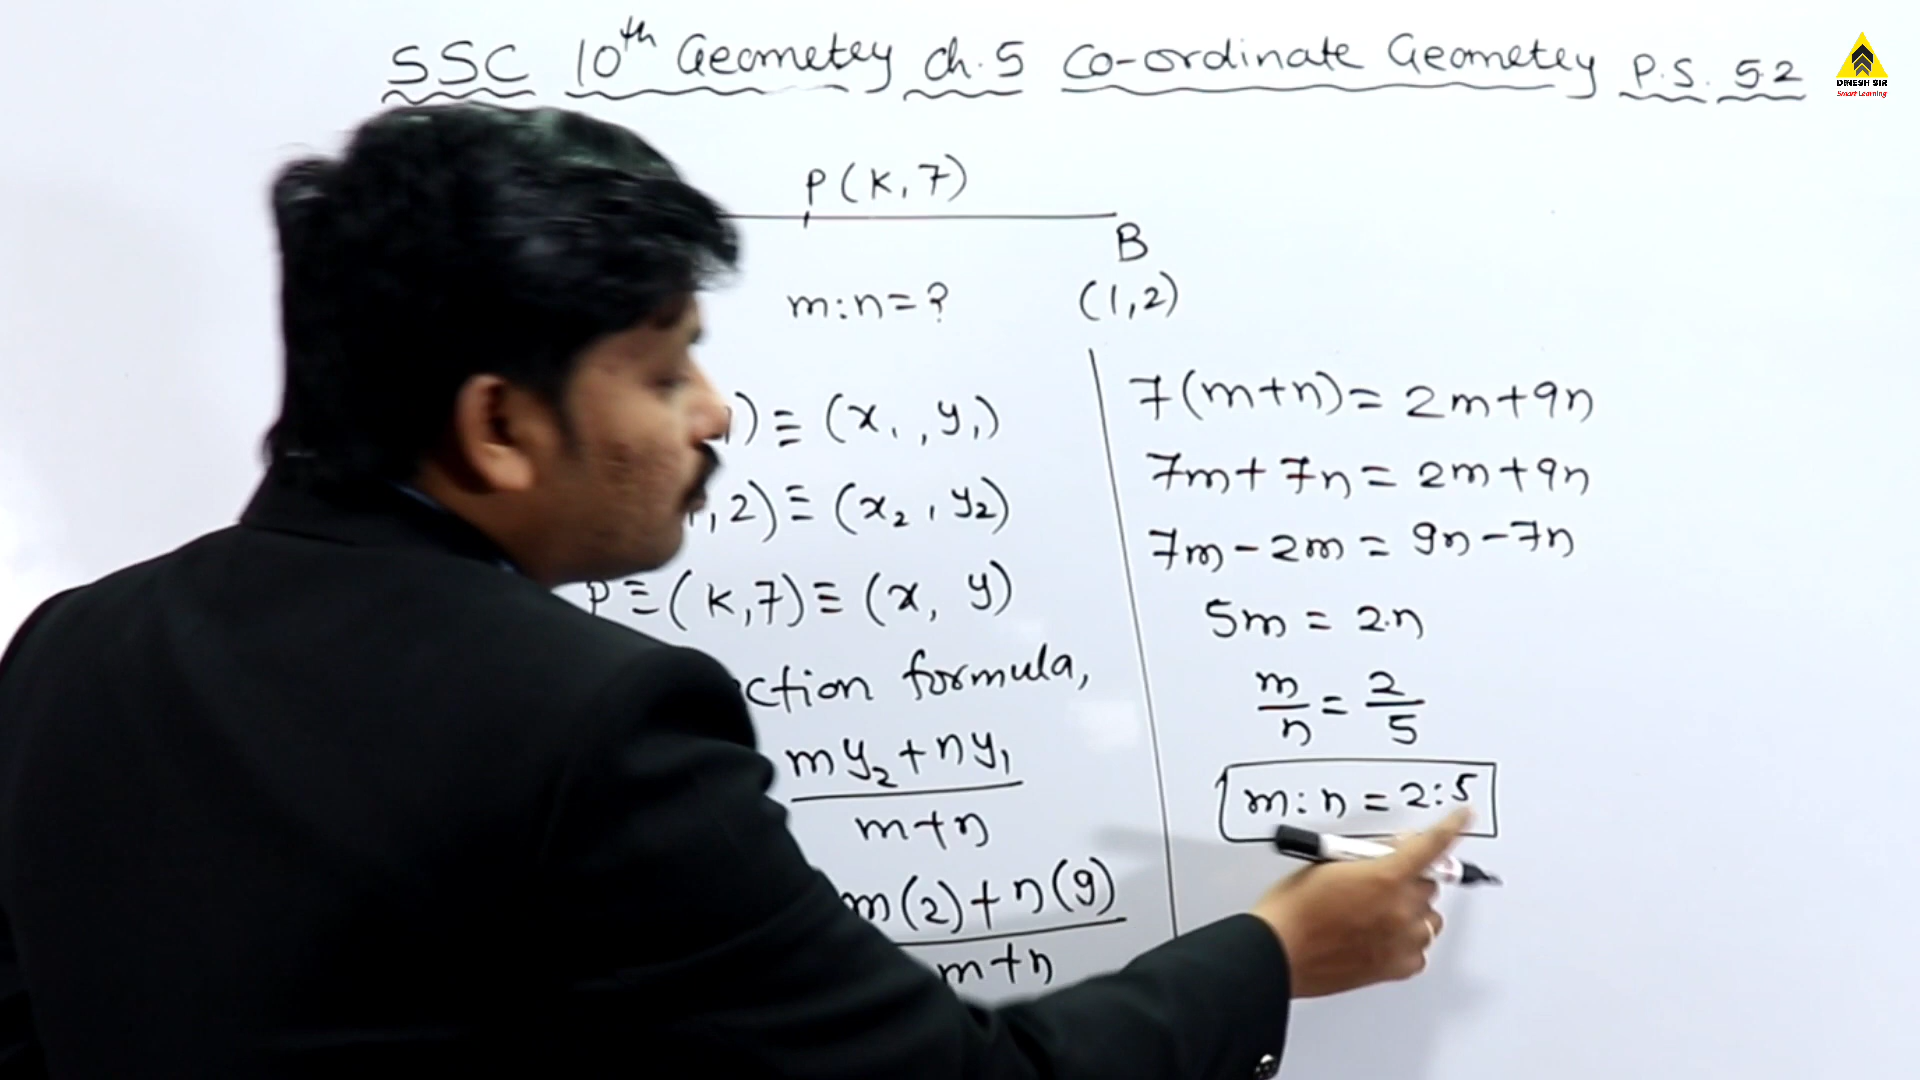 SSC 10th Geometry ch.5 Co-ordinate Geometry P.S. 5.2
DINESH SIR
Smart Learning
P(k,7)
B
m:n=?
(1,2)
) ≡ (x₁, y₁)
,2) ≡ (x₂, y₂)
P ≡ (k,7) ≡ (x, y)
ction formula,
my₂+ny₁
m+n
m(2)+n(9)
m+n
7(m+n) = 2m+9n
7m+7n = 2m+9n
7m-2m = 9n-7n
5m = 2n
m/n = 2/5
m:n = 2:5